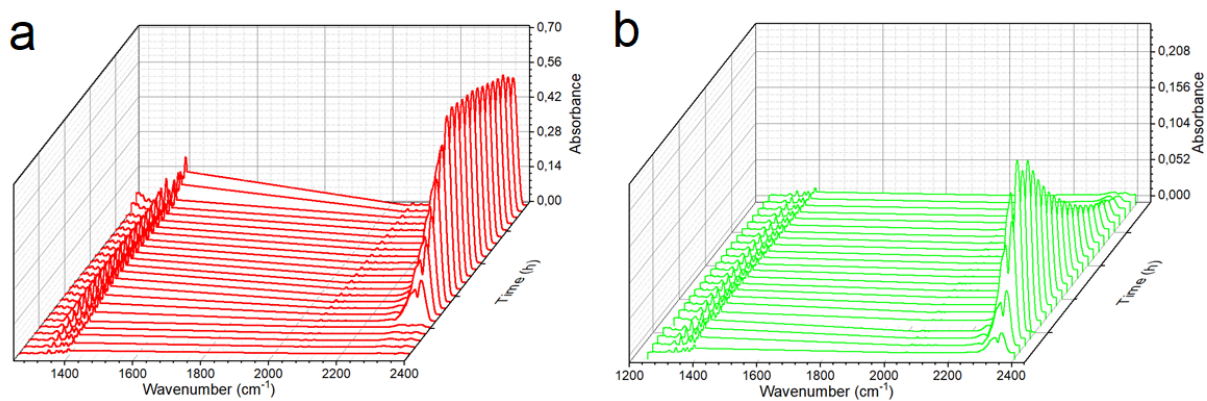 a
0,70
0,56
0,42
0,28
0,14
0,00
Absorbance
Time (h)
1400 1600 1800 2000 2200 2400
Wavenumber (cm⁻¹)
b
0,208
0,156
0,104
0,052
0,000
Absorbance
Time (h)
1200 1400 1600 1800 2000 2200 2400
Wavenumber (cm⁻¹)